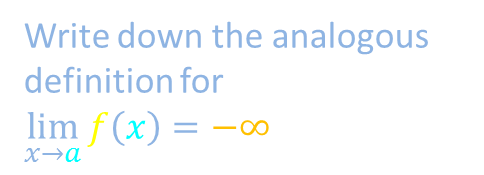 Write down the analogous
definition for
lim f(x) = −∞
x→a